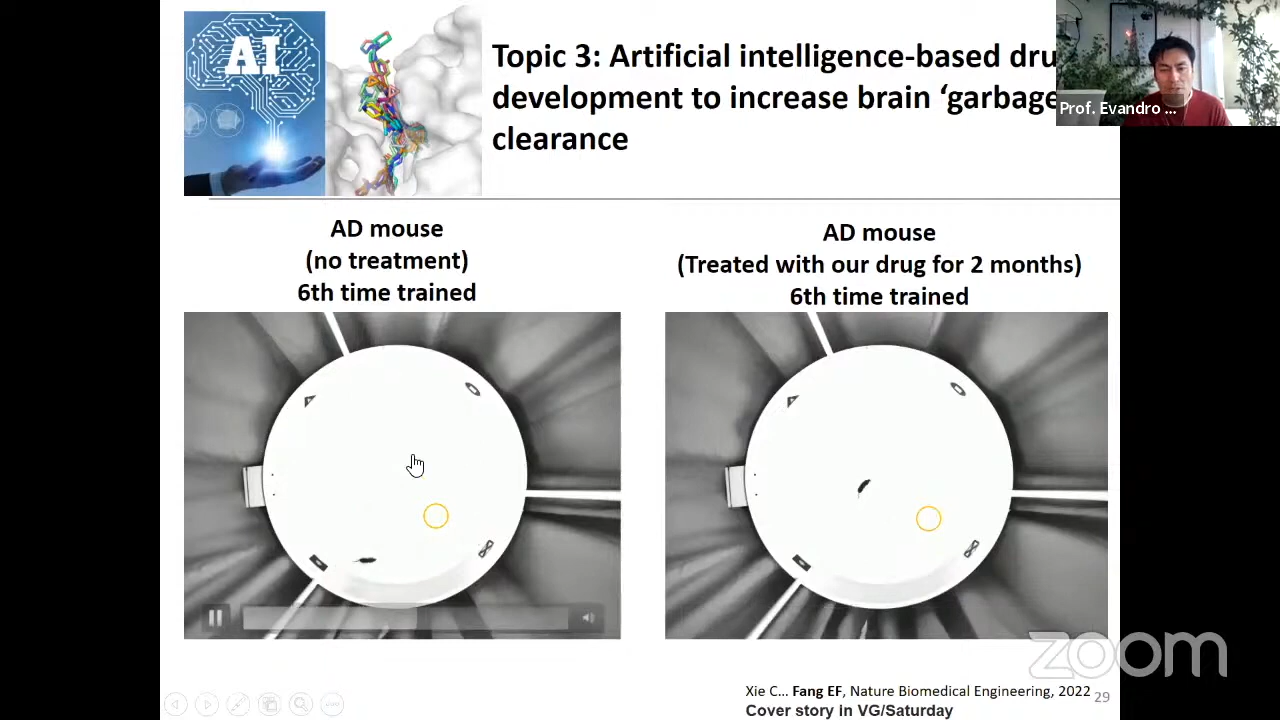 AI
Topic 3: Artificial intelligence-based dru
development to increase brain ‘garbage
clearance
Prof. Evandro ...
AD mouse
(no treatment)
6th time trained
AD mouse
(Treated with our drug for 2 months)
6th time trained
zoom
Xie C... Fang EF, Nature Biomedical Engineering, 2022
29
Cover story in VG/Saturday